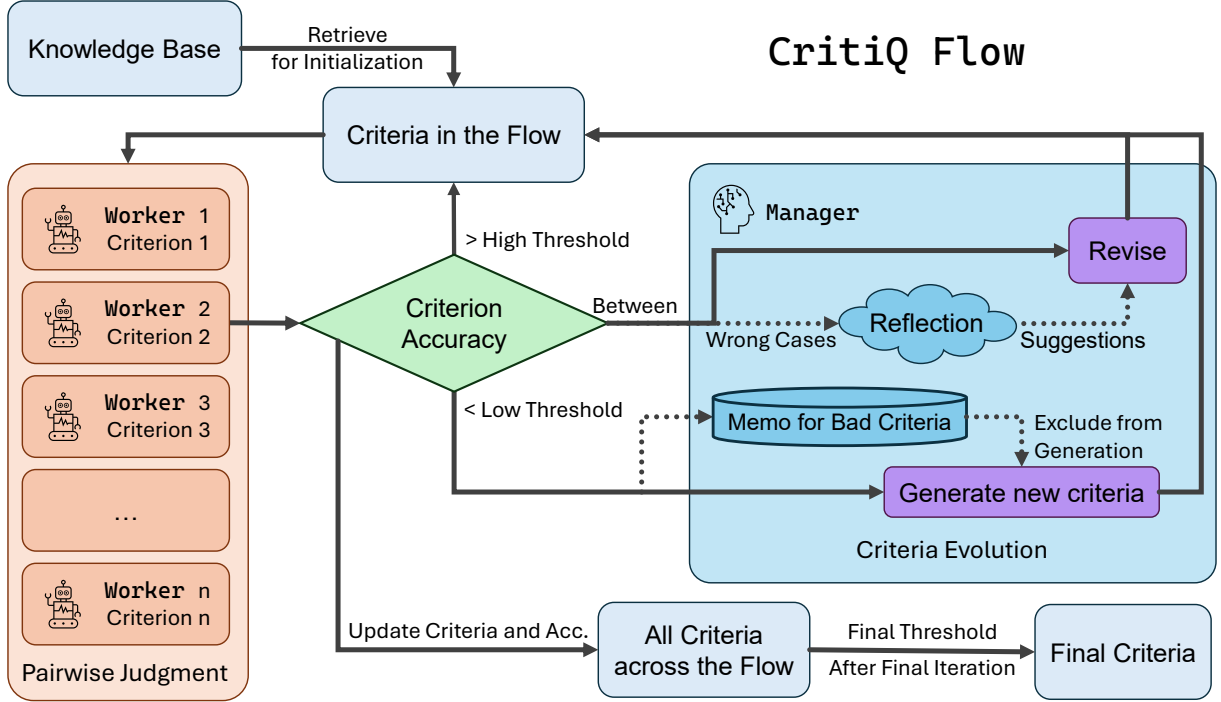 Knowledge Base
Retrieve
for Initialization
CritiQ Flow
Criteria in the Flow
Worker 1
Criterion 1
Worker 2
Criterion 2
Worker 3
Criterion 3
...
Worker n
Criterion n
Pairwise Judgment
> High Threshold
Criterion
Accuracy
Between
< Low Threshold
Manager
Revise
Wrong Cases
Reflection
Suggestions
Memo for Bad Criteria
Exclude from
Generation
Generate new criteria
Criteria Evolution
Update Criteria and Acc.
All Criteria
across the Flow
Final Threshold
After Final Iteration
Final Criteria